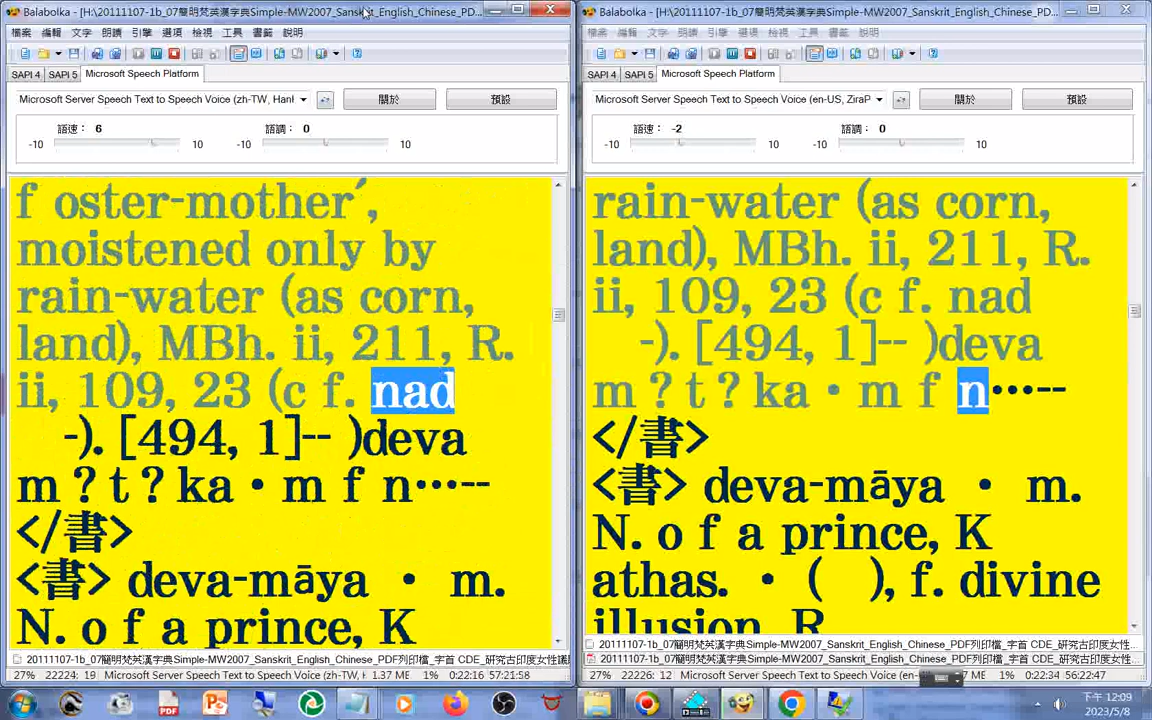 Balabolka - [H:\20111107-1b_07簡明梵英漢字典Simple-MW2007_Sanskrit_English_Chinese_PD...
檔案 編輯 文字 朗讀 引擎 選項 檢視 工具 書籤 說明
SAPI 4 SAPI 5 Microsoft Speech Platform
Microsoft Server Speech Text to Speech Voice (zh-TW, Hanl
關於 預設
語速： 6 語調： 0
-10 10 -10 10
f oster-mother′,
moistened only by
rain-water (as corn,
land), MBh. ii, 211, R.
ii, 109, 23 (c f. nad
-). [494, 1]-- )deva
m ? t ? ka • m f n•••--
</書>
<書> deva-māya • m.
N. o f a prince, K
20111107-1b_07簡明梵英漢字典Simple-MW2007_Sanskrit_English_Chinese_PDF列印檔_字首 CDE_研究古印度女性議
27% 22224: 19 Microsoft Server Speech Text to Speech Voice (zh-TW, H 1.37 MB 1% 0:22:16 57:21:58
Balabolka - [H:\20111107-1b_07簡明梵英漢字典Simple-MW2007_Sanskrit_English_Chinese_PD...
檔案 編輯 文字 朗讀 引擎 選項 檢視 工具 書籤 說明
SAPI 4 SAPI 5 Microsoft Speech Platform
Microsoft Server Speech Text to Speech Voice (en-US, ZiraP
關於 預設
語速： -2 語調： 0
-10 10 -10 10
rain-water (as corn,
land), MBh. ii, 211, R.
ii, 109, 23 (c f. nad
-). [494, 1]-- )deva
m ? t ? ka • m f n•••--
</書>
<書> deva-māya • m.
N. o f a prince, K
athas. • ( ), f. divine
illusion, R
20111107-1b_07簡明梵英漢字典Simple-MW2007_Sanskrit_English_Chinese_PDF列印檔_字首 CDE_研究古印度女性
20111107-1b_07簡明梵英漢字典Simple-MW2007_Sanskrit_English_Chinese_PDF列印檔_字首 CDE_研究古印度女性
27% 22226: 12 Microsoft Server Speech Text to Speech Voice (en-U 1% 0:22:26 56:22:47
下午 12:09
2023/5/8